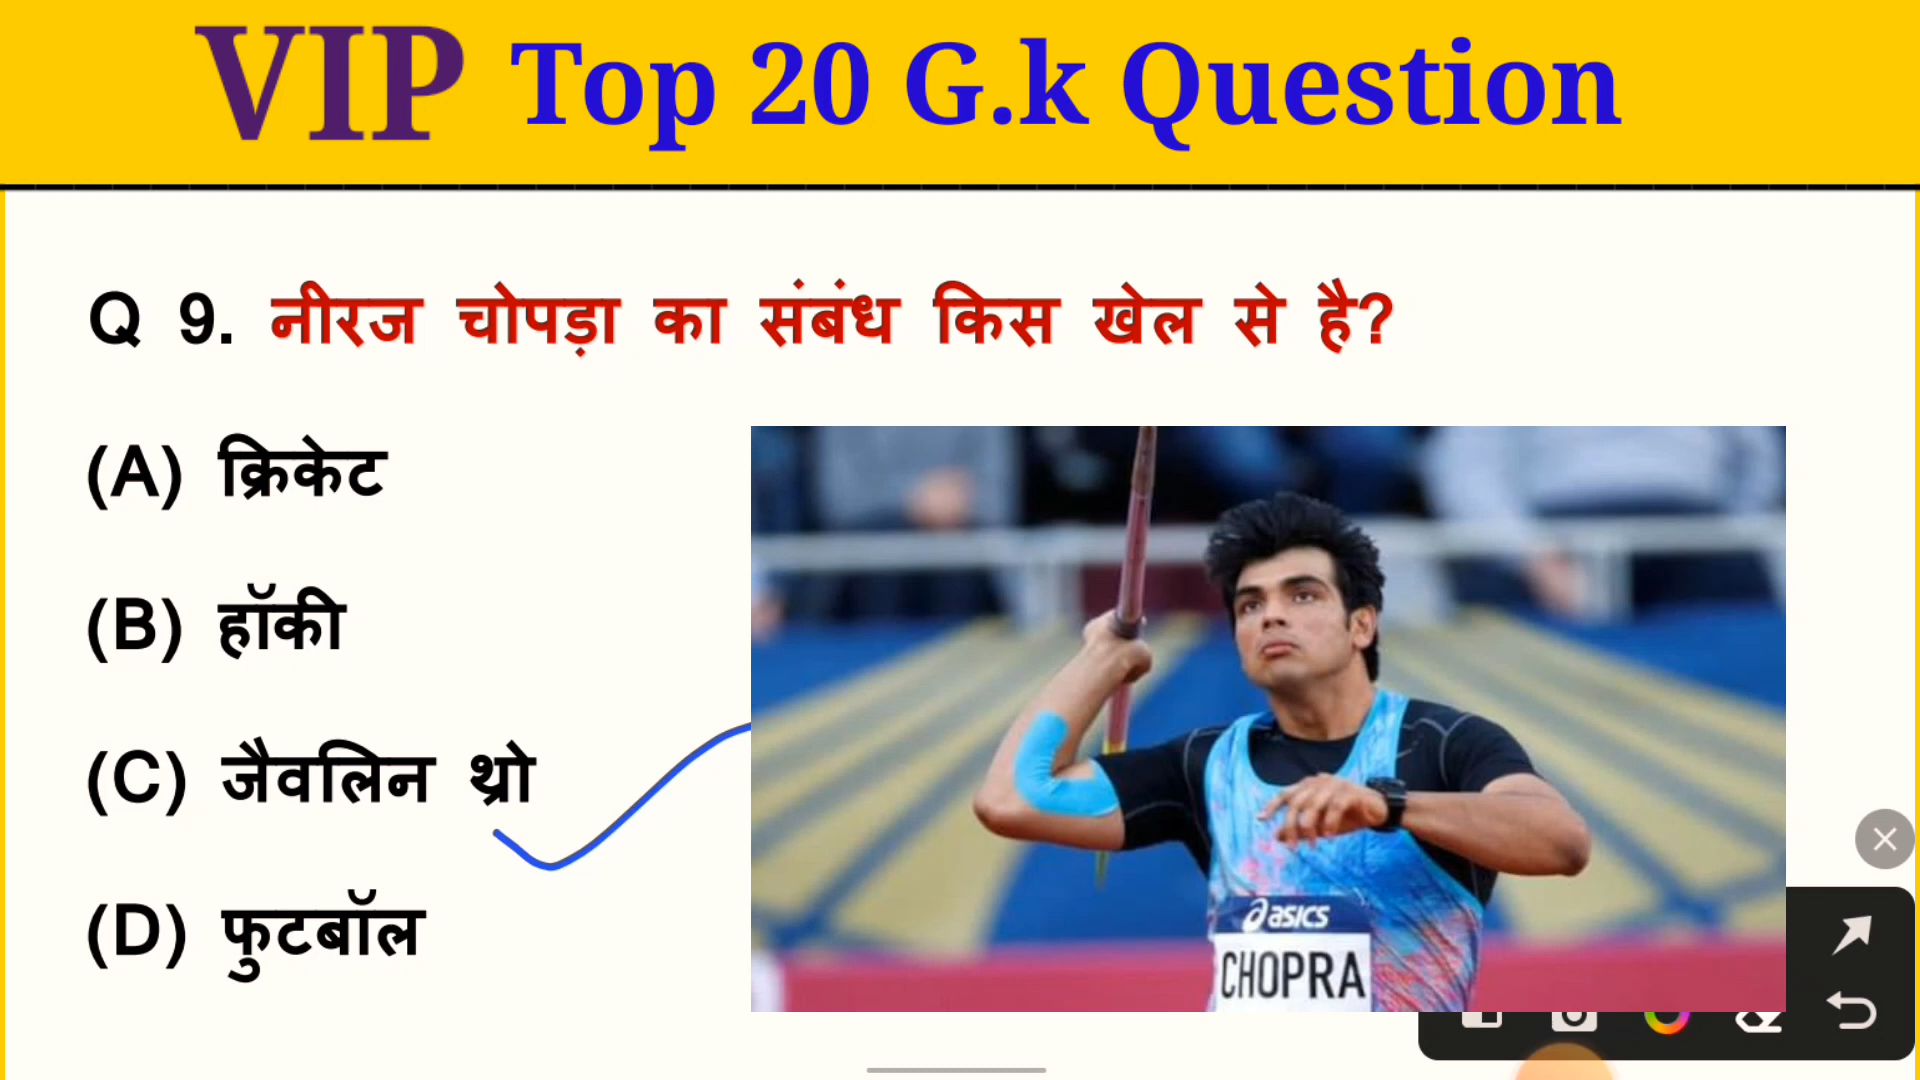 VIP Top 20 G.k Question
Q 9. नीरज चोपड़ा का संबंध किस खेल से है?
(A) क्रिकेट
(B) हॉकी
(C) जैवलिन थ्रो
(D) फुटबॉल
asics
CHOPRA